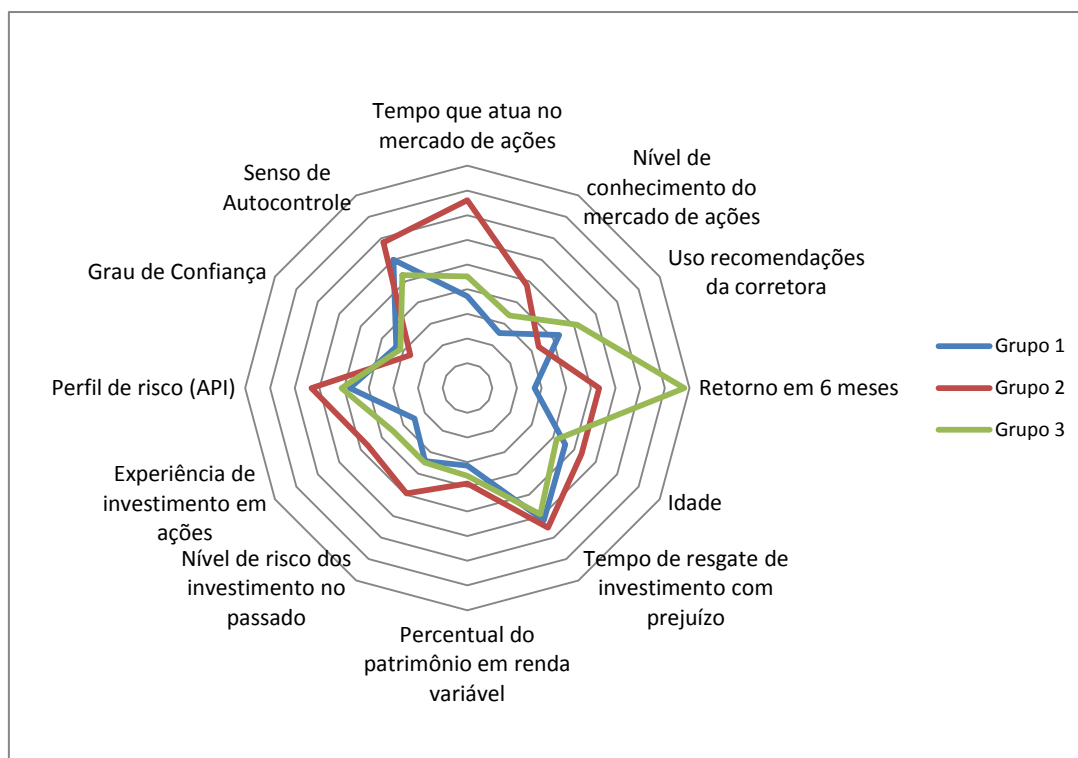 Tempo que atua no
mercado de ações
Nível de
conhecimento do
mercado de ações
Uso recomendações
da corretora
Retorno em 6 meses
Idade
Tempo de resgate de
investimento com
prejuízo
Percentual do
patrimônio em renda
variável
Nível de risco dos
investimento no
passado
Experiência de
investimento em
ações
Perfil de risco (API)
Grau de Confiança
Senso de
Autocontrole
Grupo 1
Grupo 2
Grupo 3